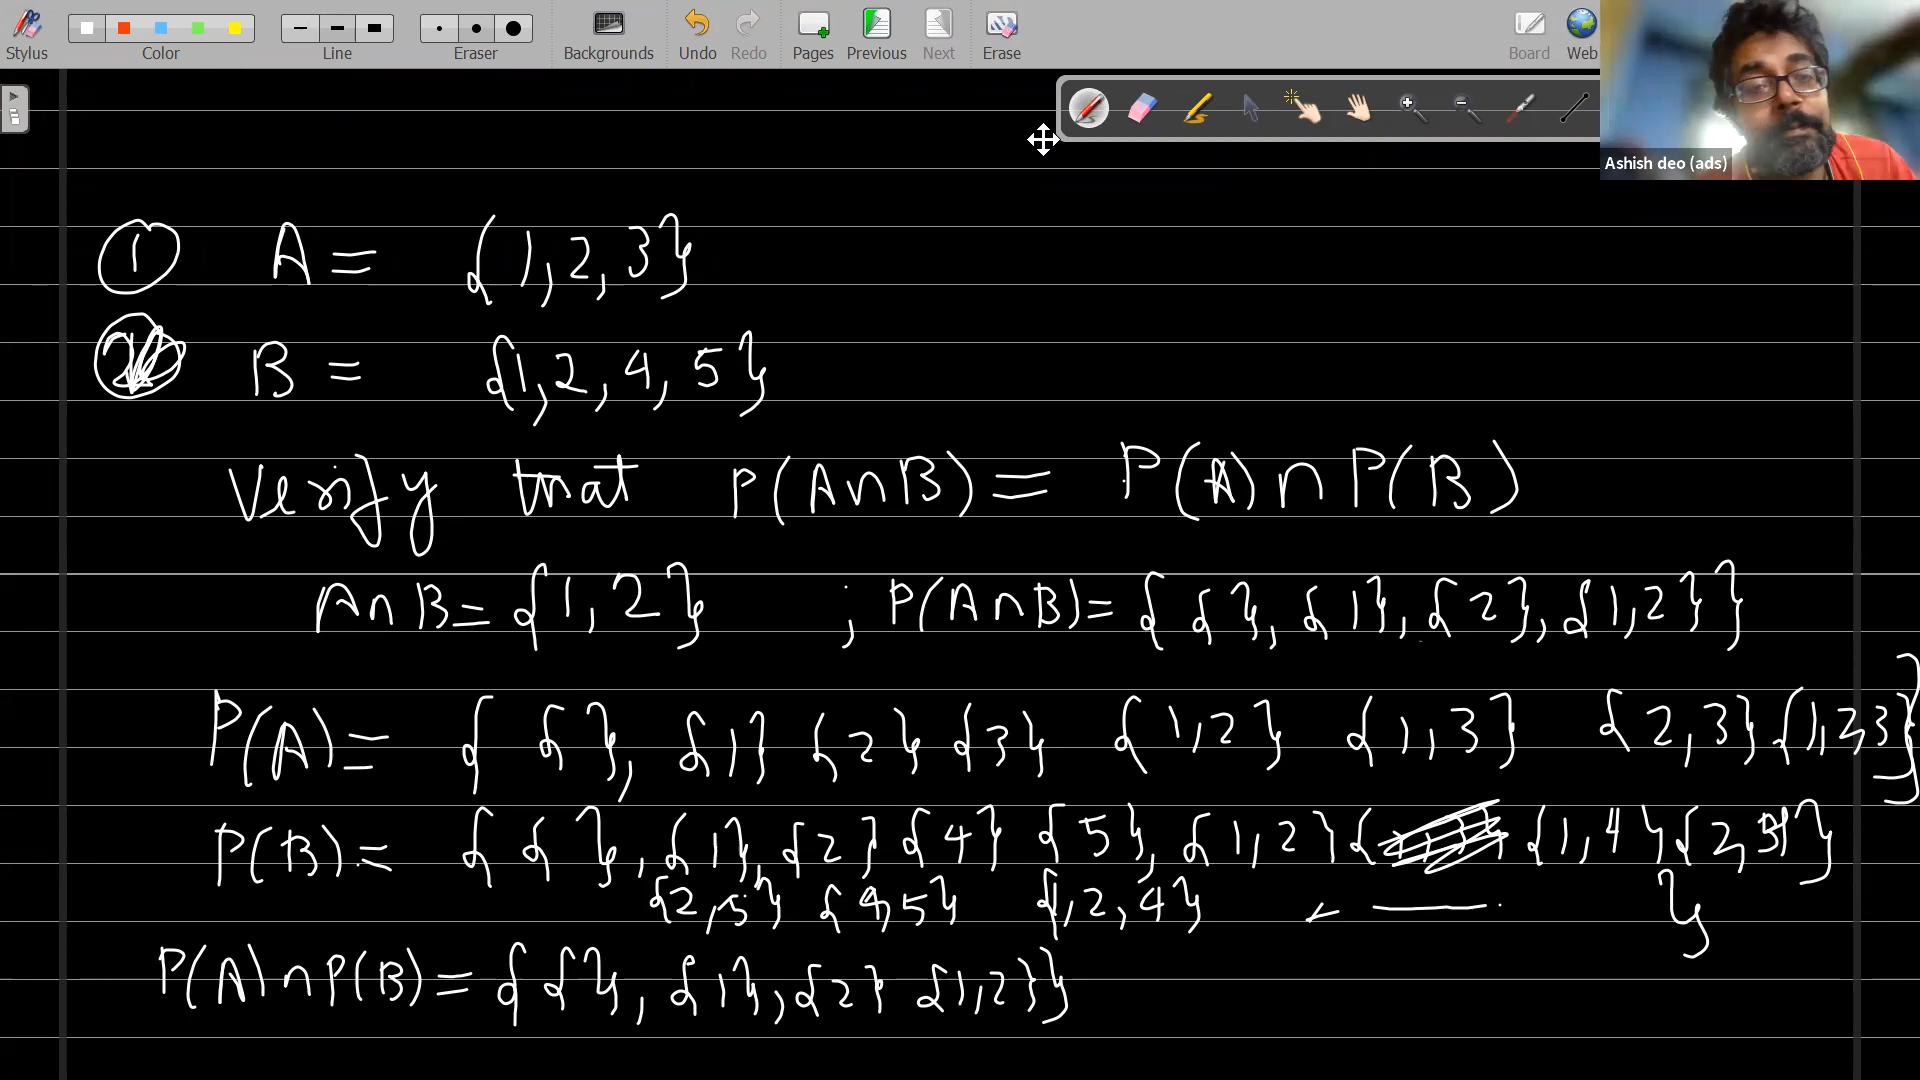 Stylus Color Line Eraser Backgrounds Undo Redo Pages Previous Next Erase Board Web
Ashish deo (ads)
① A = {1, 2, 3}
B = {1, 2, 4, 5}
Verify that P(A∩B) = P(A)∩P(B)
A∩B = {1, 2} ; P(A∩B) = { { }, {1}, {2}, {1,2} }
P(A) = { { }, {1} {2} {3} {1,2} {1,3} {2,3} {1,2,3} }
P(B) = { { }, {1}, {2} {4} {5}, {1,2} { {1,4} {2,
{2,5} {4,5} {1,2,4} }
P(A)∩P(B) = { { }, {1}, {2} {1,2} }